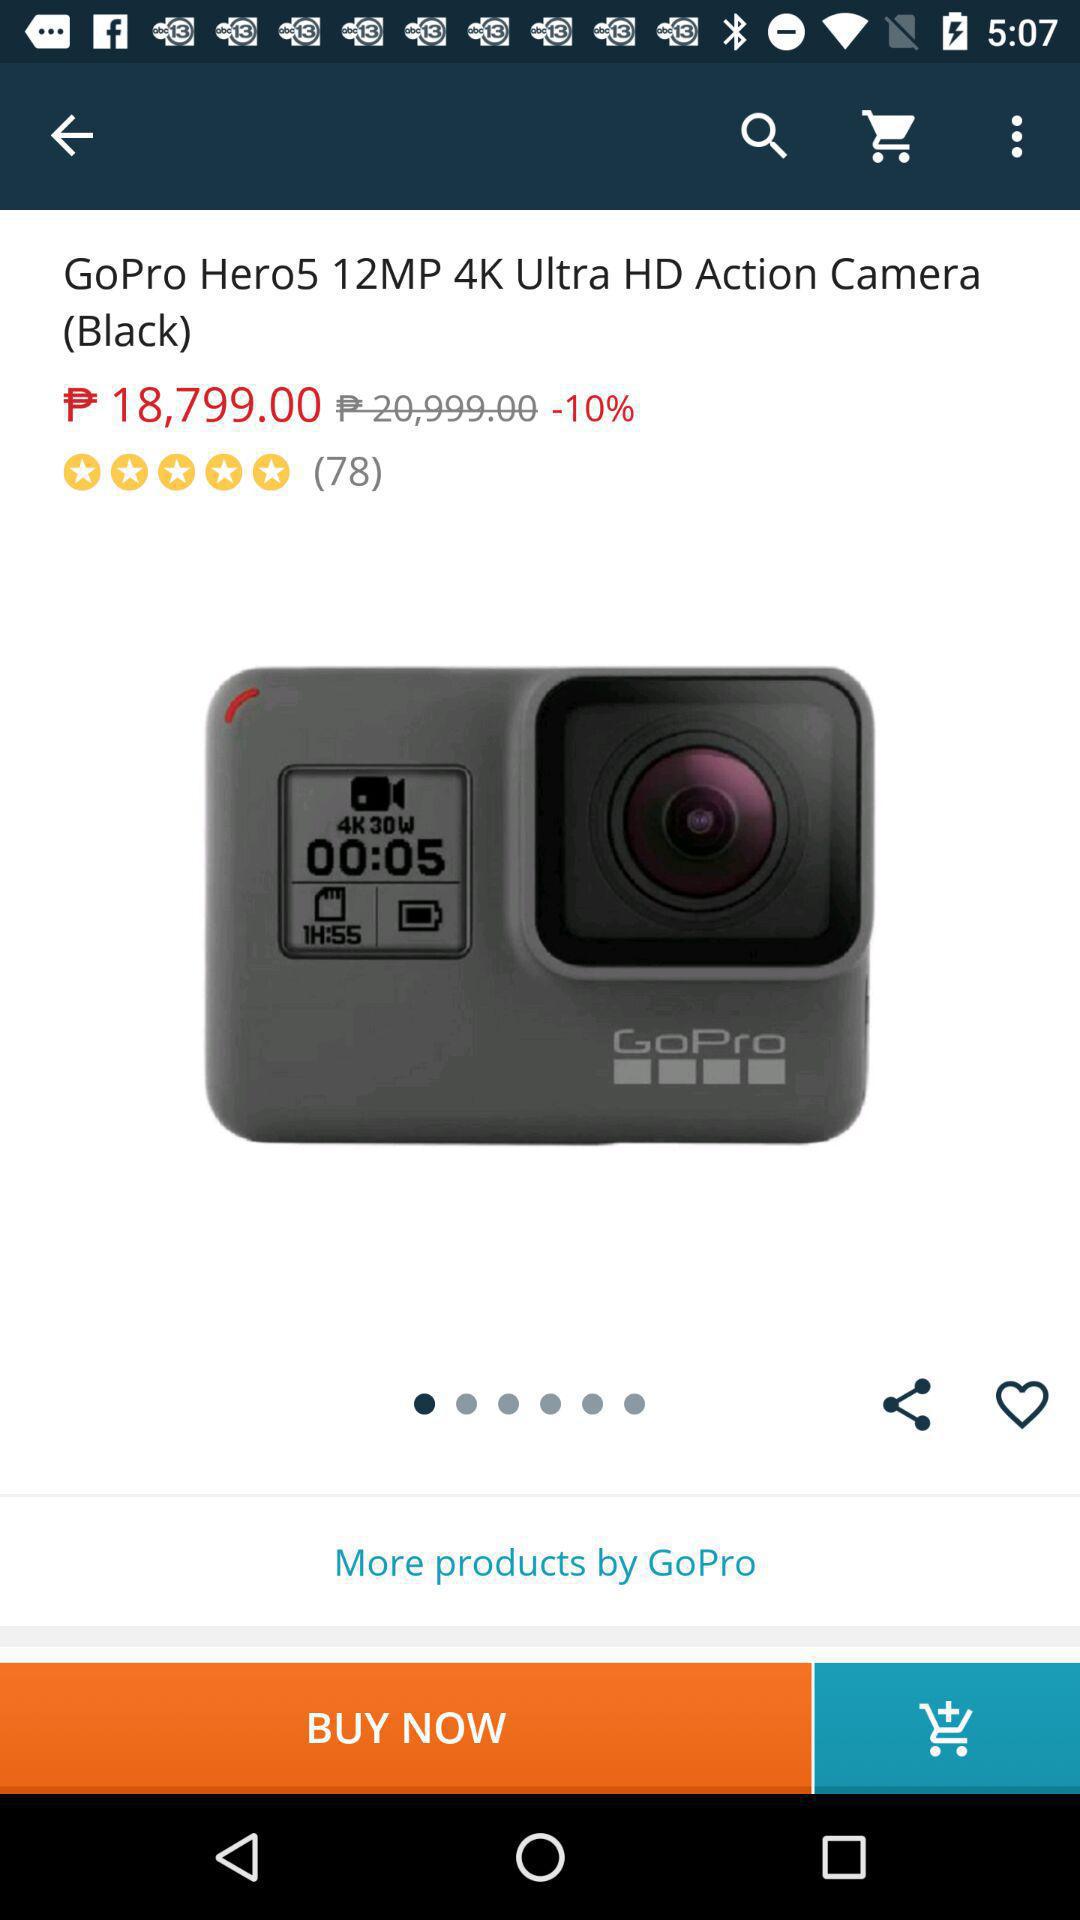 5:07
GoPro Hero5 12MP 4K Ultra HD Action Camera
(Black)
₱ 18,799.00 ₱ 20,999.00 -10%
(78)
4K 30 W
00:05
1H:55
GoPro
More products by GoPro
BUY NOW